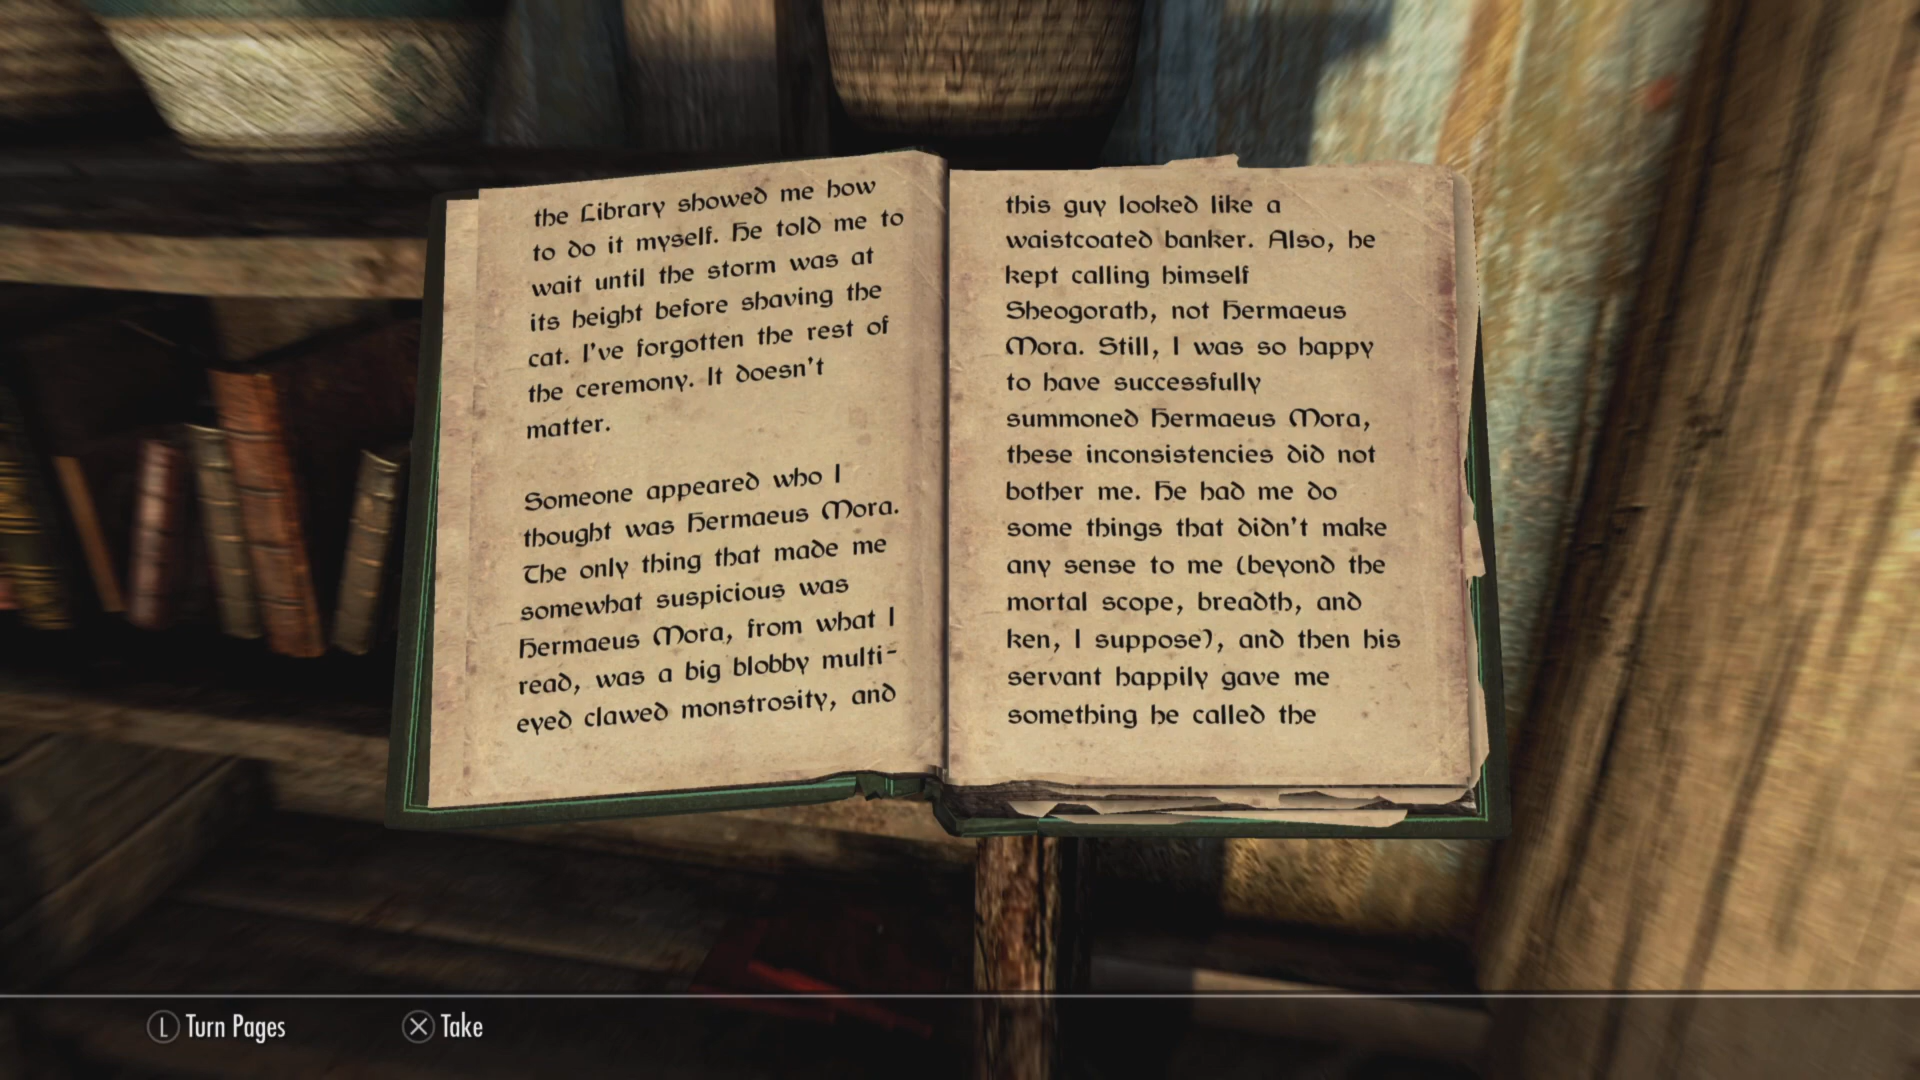 the Library showed me how
to do it myself. He told me to
wait until the storm was at
its height before shaving the
cat. I've forgotten the rest of
the ceremony. It doesn't
matter.
Someone appeared who I
thought was Hermaeus Mora.
The only thing that made me
somewhat suspicious was
Hermaeus Mora, from what I
read, was a big blobby multi-
eyed clawed monstrosity, and
this guy looked like a
waistcoated banker. Also, he
kept calling himself
Sheogorath, not Hermaeus
Mora. Still, I was so happy
to have successfully
summoned Hermaeus Mora,
these inconsistencies did not
bother me. He had me do
some things that didn't make
any sense to me (beyond the
mortal scope, breadth, and
ken, I suppose), and then his
servant happily gave me
something he called the
L Turn Pages
X Take